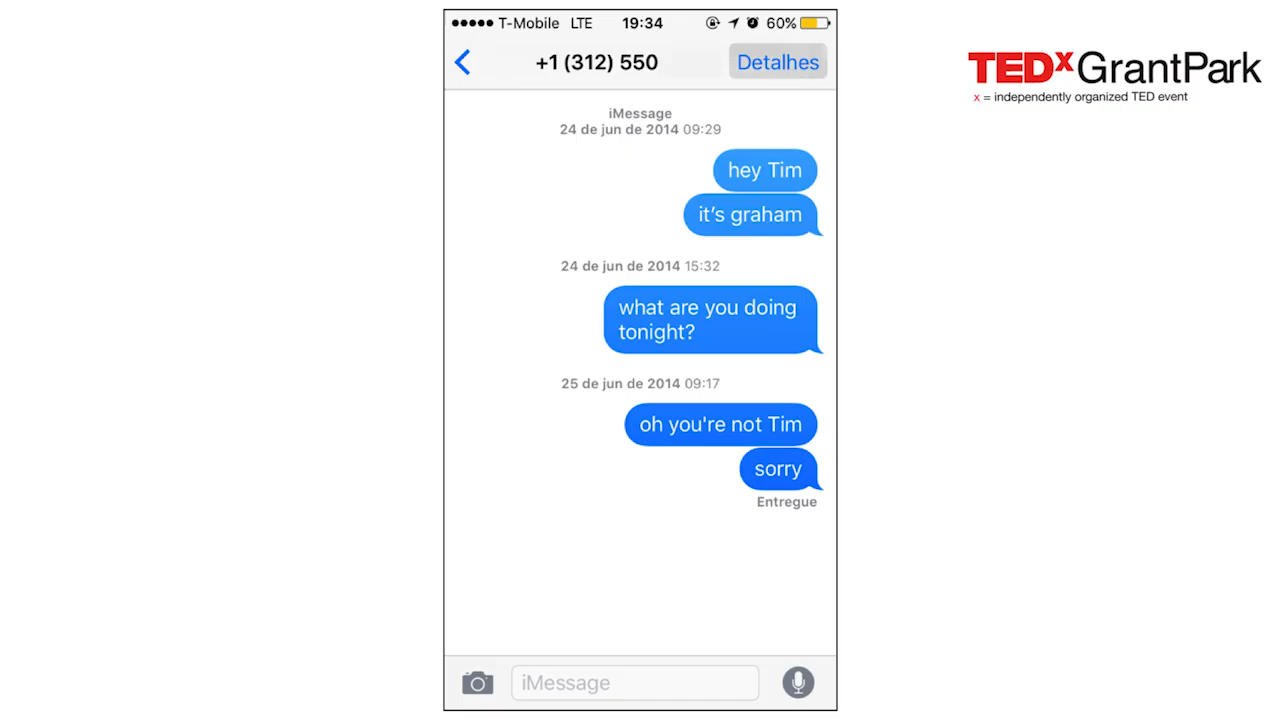 T-Mobile LTE 19:34 60%
+1 (312) 550 Detalhes
iMessage
24 de jun de 2014 09:29
hey Tim
it’s graham
24 de jun de 2014 15:32
what are you doing
tonight?
25 de jun de 2014 09:17
oh you're not Tim
sorry
Entregue
iMessage
TEDxGrantPark
x = independently organized TED event